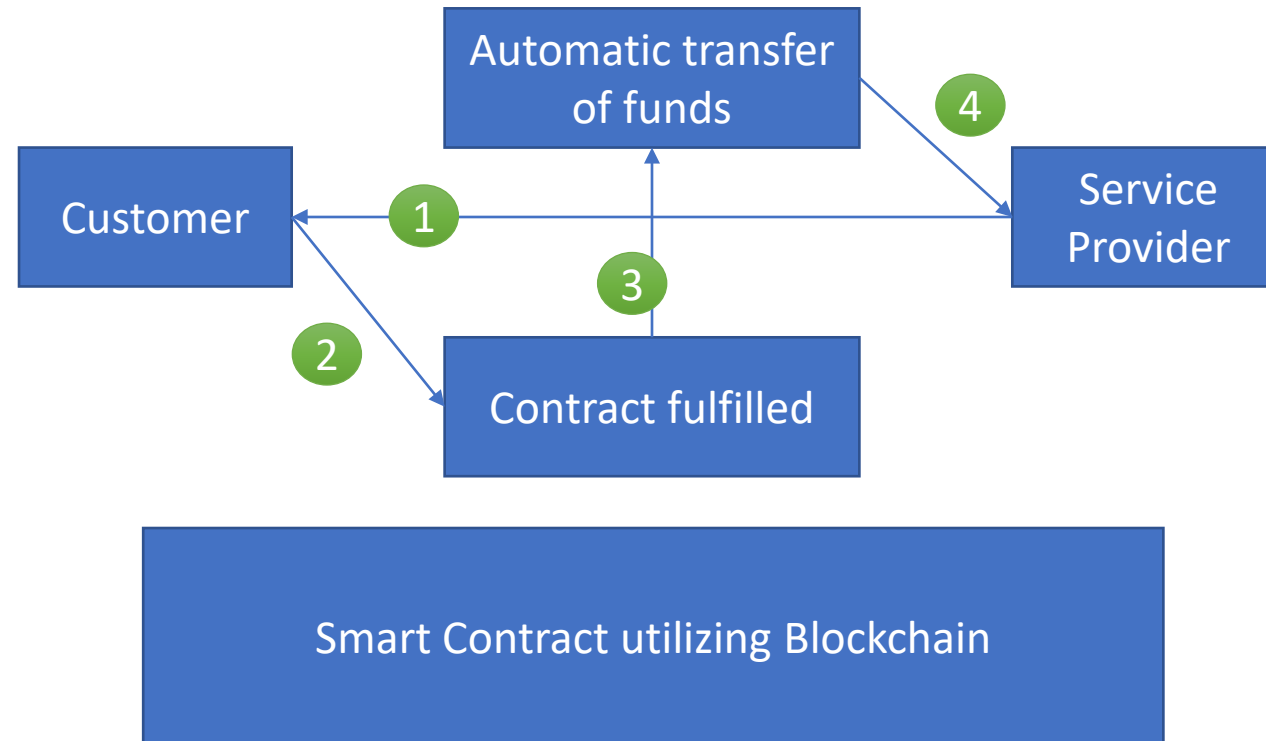 Automatic transfer
of funds
4
Customer
1
Service
Provider
3
2
Contract fulfilled
Smart Contract utilizing Blockchain